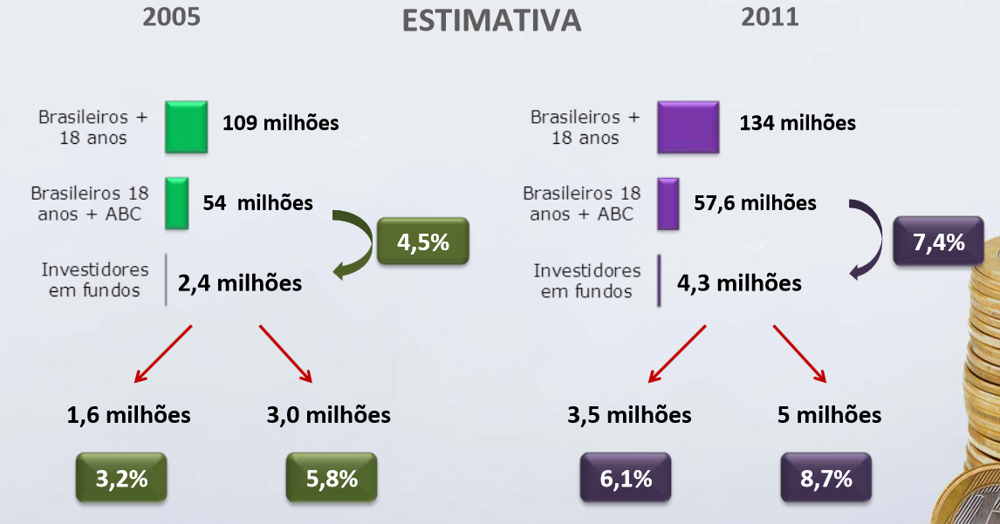 2005
ESTIMATIVA
2011
Brasileiros +
18 anos
109 milhões
Brasileiros 18
anos + ABC
54 milhões
4,5%
Investidores
em fundos
2,4 milhões
1,6 milhões
3,0 milhões
3,2%
5,8%
Brasileiros +
18 anos
134 milhões
Brasileiros 18
anos + ABC
57,6 milhões
7,4%
Investidores
em fundos
4,3 milhões
3,5 milhões
5 milhões
6,1%
8,7%